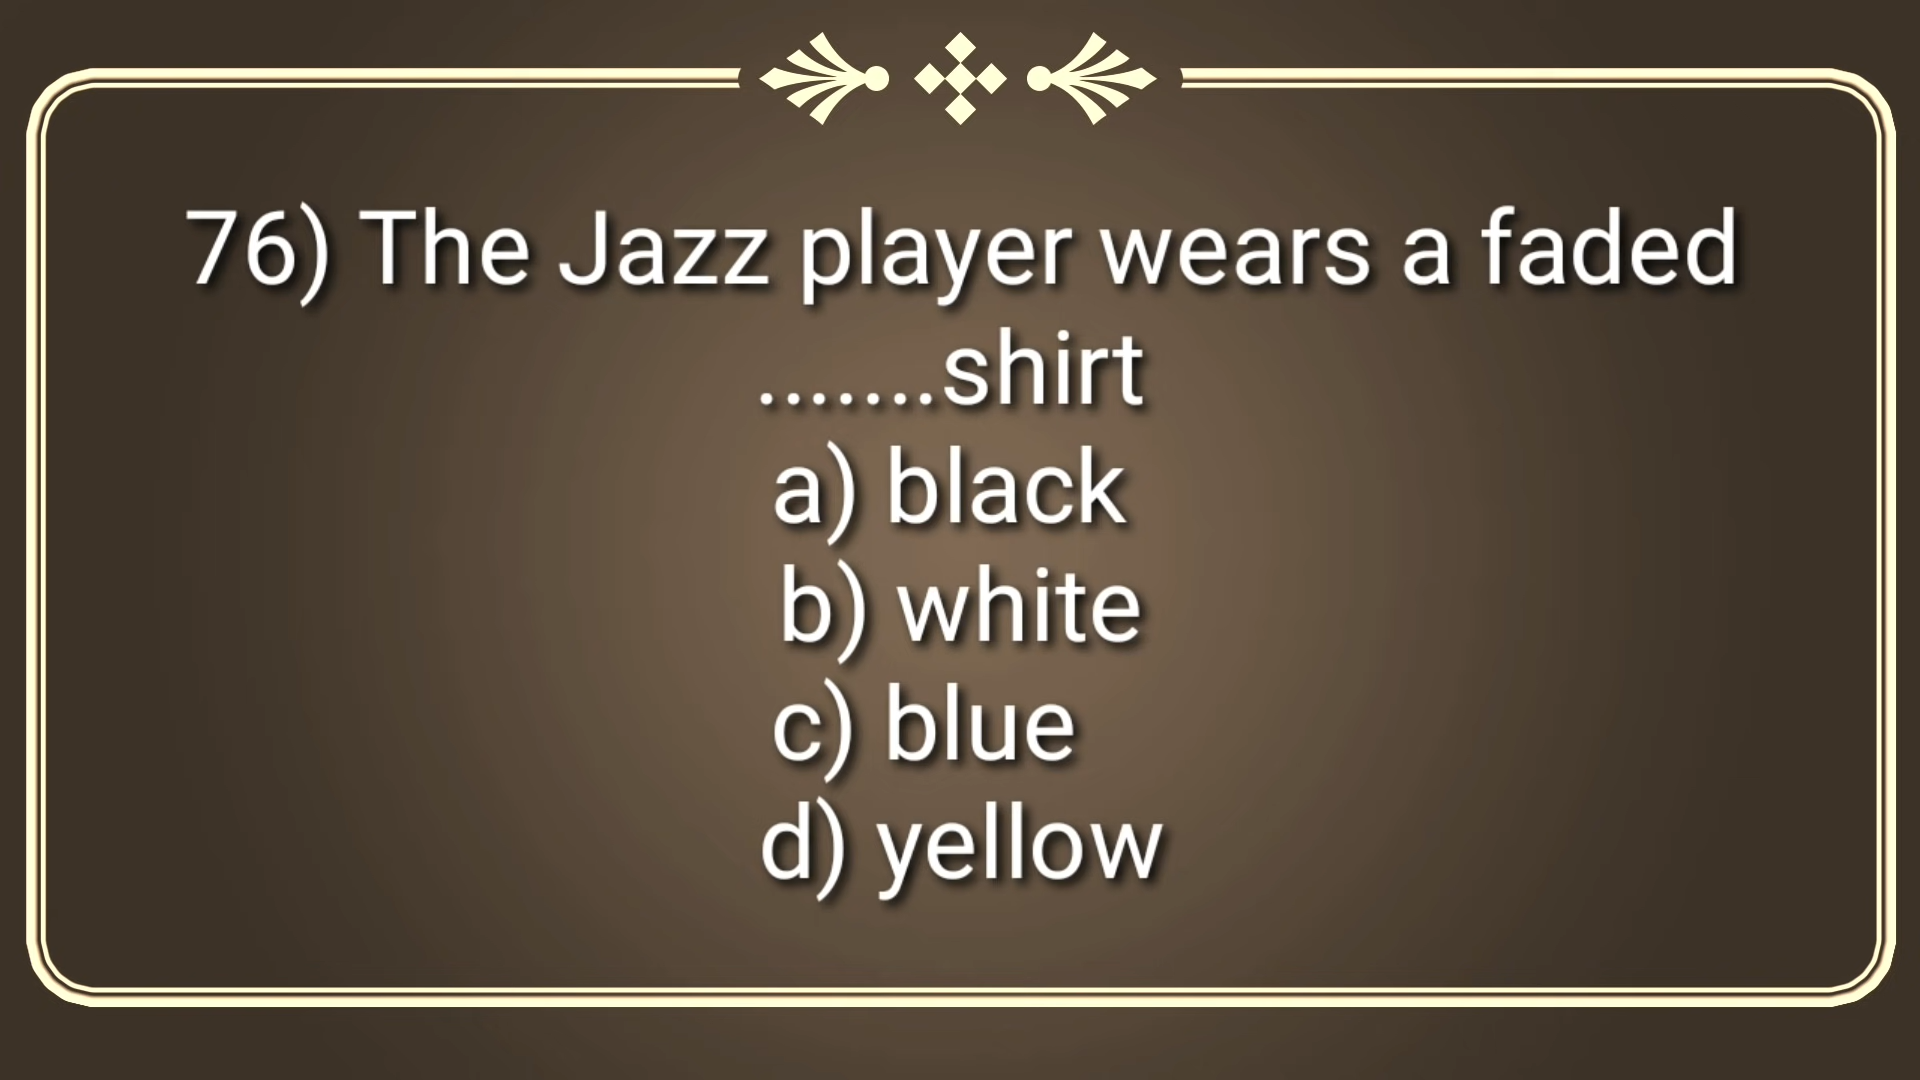 76) The Jazz player wears a faded
.......shirt
a) black
b) white
c) blue
d) yellow